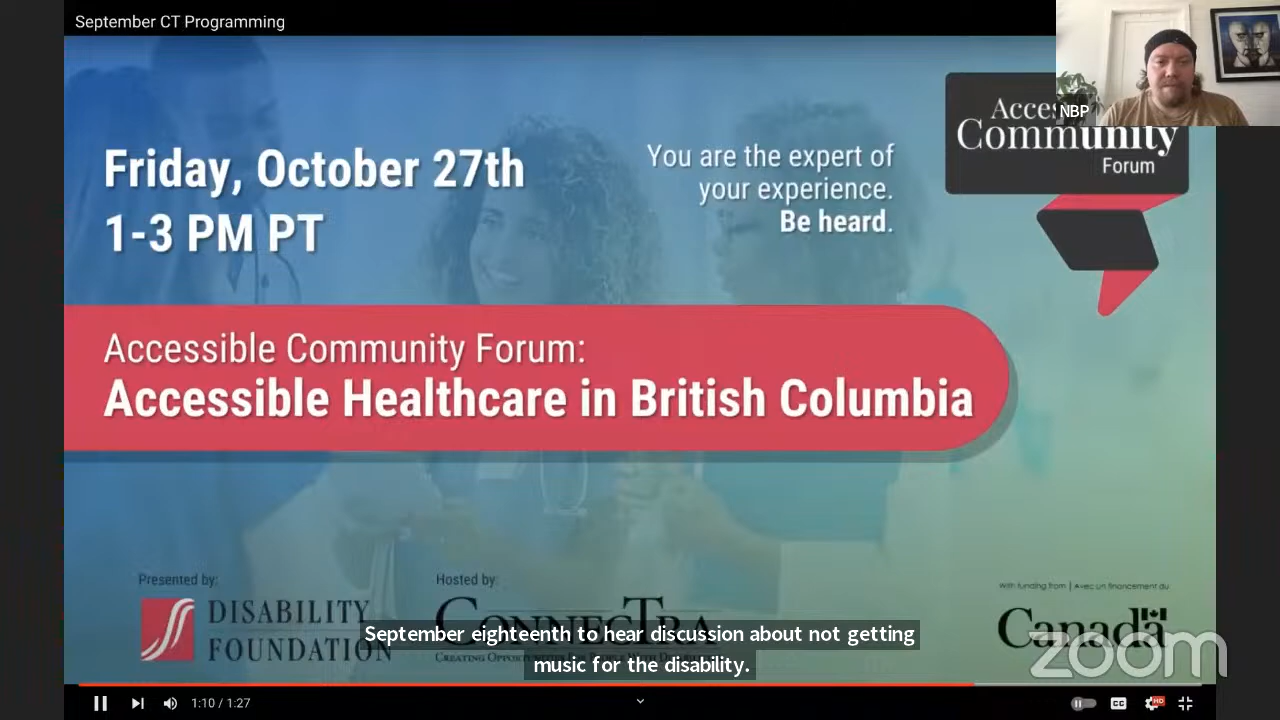 September CT Programming
NBP
Friday, October 27th
1-3 PM PT
You are the expert of
your experience.
Be heard.
Community
Forum
Accessible Community Forum:
Accessible Healthcare in British Columbia
Presented by:
DISABILITY
FOUNDATION
Hosted by:
CONNECTRA
With funding from | Avec un financement du
Canada
September eighteenth to hear discussion about not getting
music for the disability.
zoom
1:10 / 1:27
CC
HD